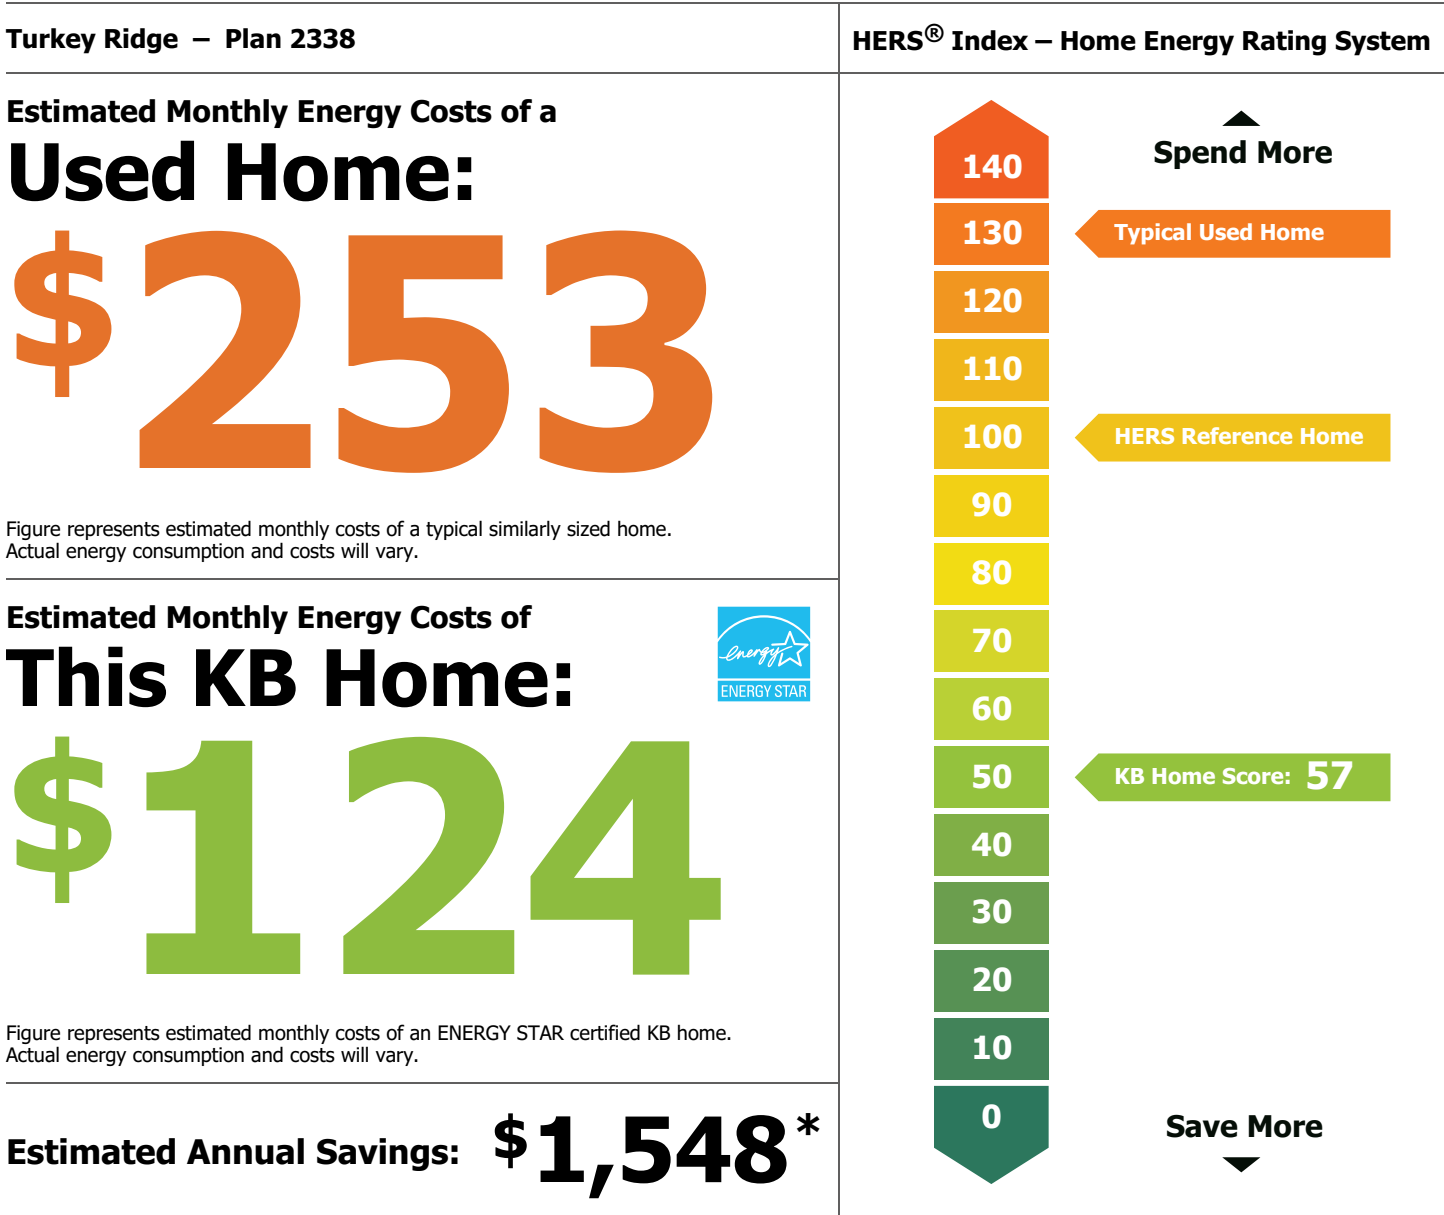 Turkey Ridge – Plan 2338
Estimated Monthly Energy Costs of a
Used Home:
$253
Figure represents estimated monthly costs of a typical similarly sized home.
Actual energy consumption and costs will vary.
Estimated Monthly Energy Costs of
This KB Home:
energy
ENERGY STAR
$124
Figure represents estimated monthly costs of an ENERGY STAR certified KB home.
Actual energy consumption and costs will vary.
Estimated Annual Savings: $1,548*
HERS® Index – Home Energy Rating System
Spend More
140
130 Typical Used Home
120
110
100 HERS Reference Home
90
80
70
60
50 KB Home Score: 57
40
30
20
10
0
Save More